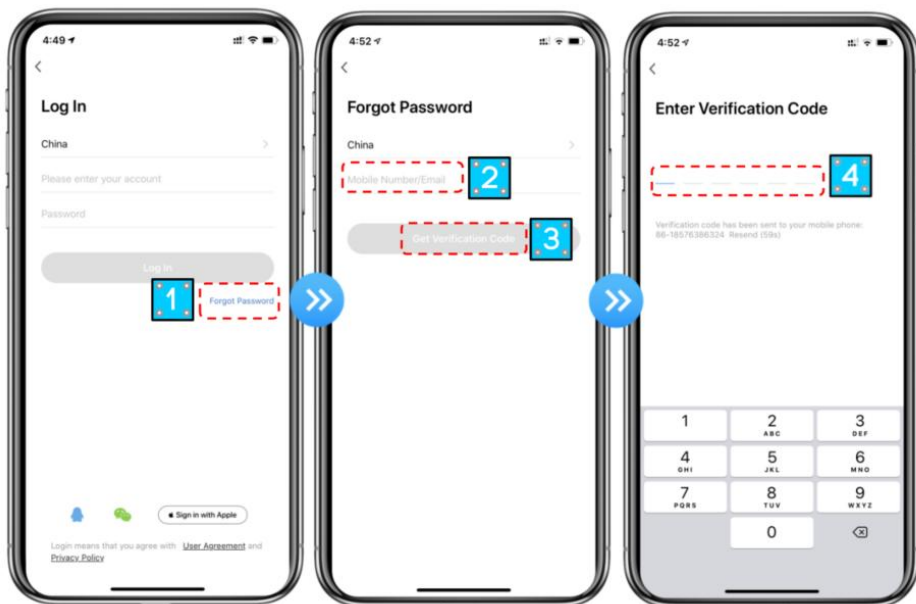 4:49
Log In
China
Please enter your account
Password
Log In
1
Forgot Password
Sign in with Apple
Login means that you agree with User Agreement and
Privacy Policy
4:52
Forgot Password
China
Mobile Number/Email
2
Get Verification Code
3
4:52
Enter Verification Code
4
Verification code has been sent to your mobile phone:
86-18576386324 Resend (59s)
1
2
ABC
3
DEF
4
GHI
5
JKL
6
MNO
7
PQRS
8
TUV
9
WXYZ
0